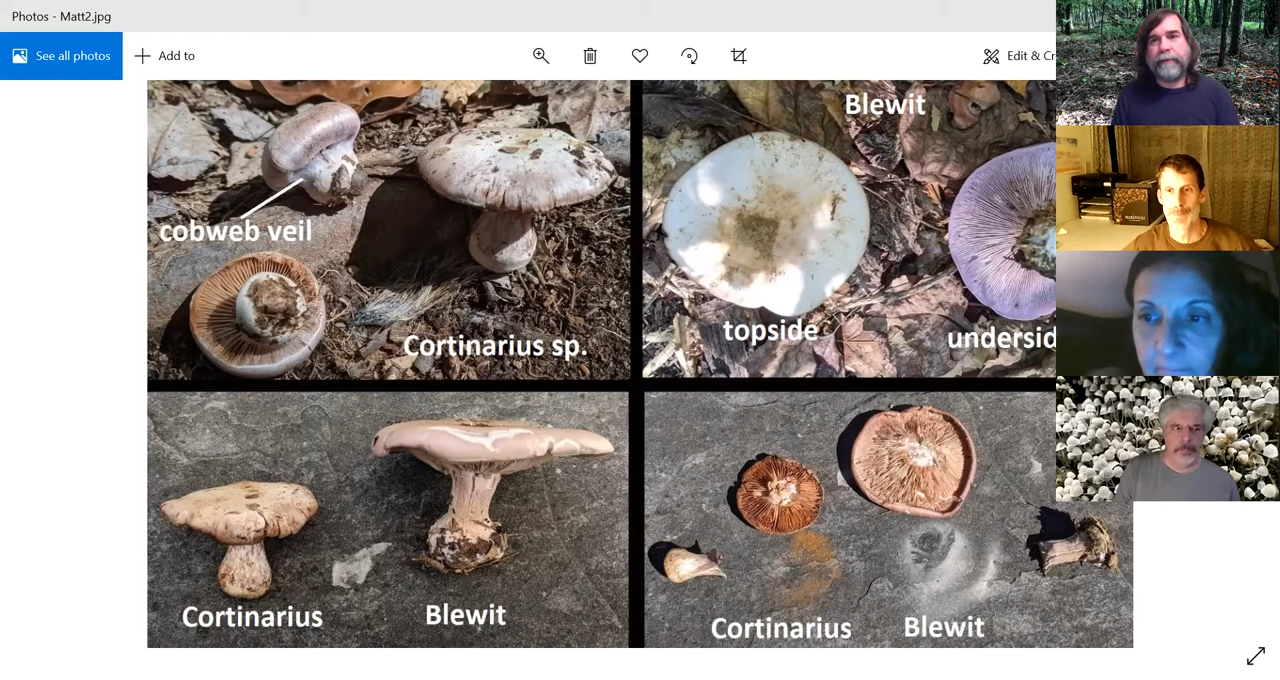 Photos - Matt2.jpg
See all photos
Add to
Edit & Cr
Blewit
cobweb veil
Cortinarius sp.
topside
undersid
Cortinarius
Blewit
Cortinarius
Blewit